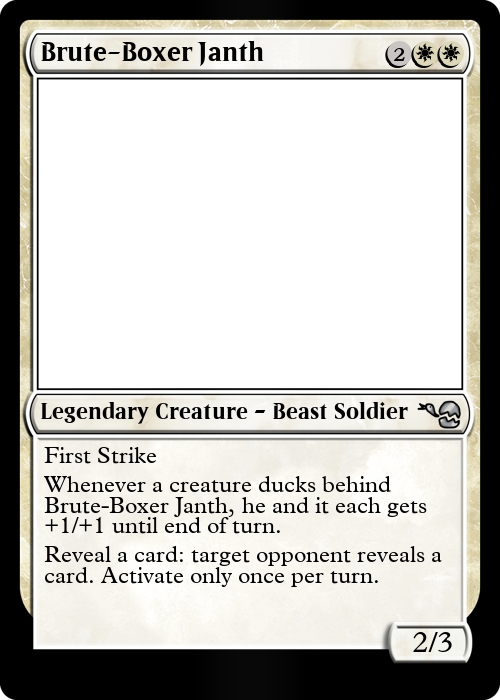 Brute-Boxer Janth 2
Legendary Creature - Beast Soldier
First Strike
Whenever a creature ducks behind
Brute-Boxer Janth, he and it each gets
+1/+1 until end of turn.
Reveal a card: target opponent reveals a
card. Activate only once per turn.
2/3